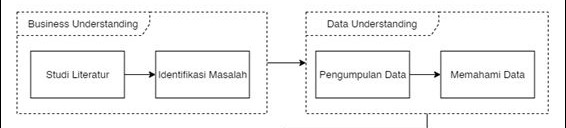 Business Understanding
Studi Literatur
Identifikasi Masalah
Data Understanding
Pengumpulan Data
Memahami Data